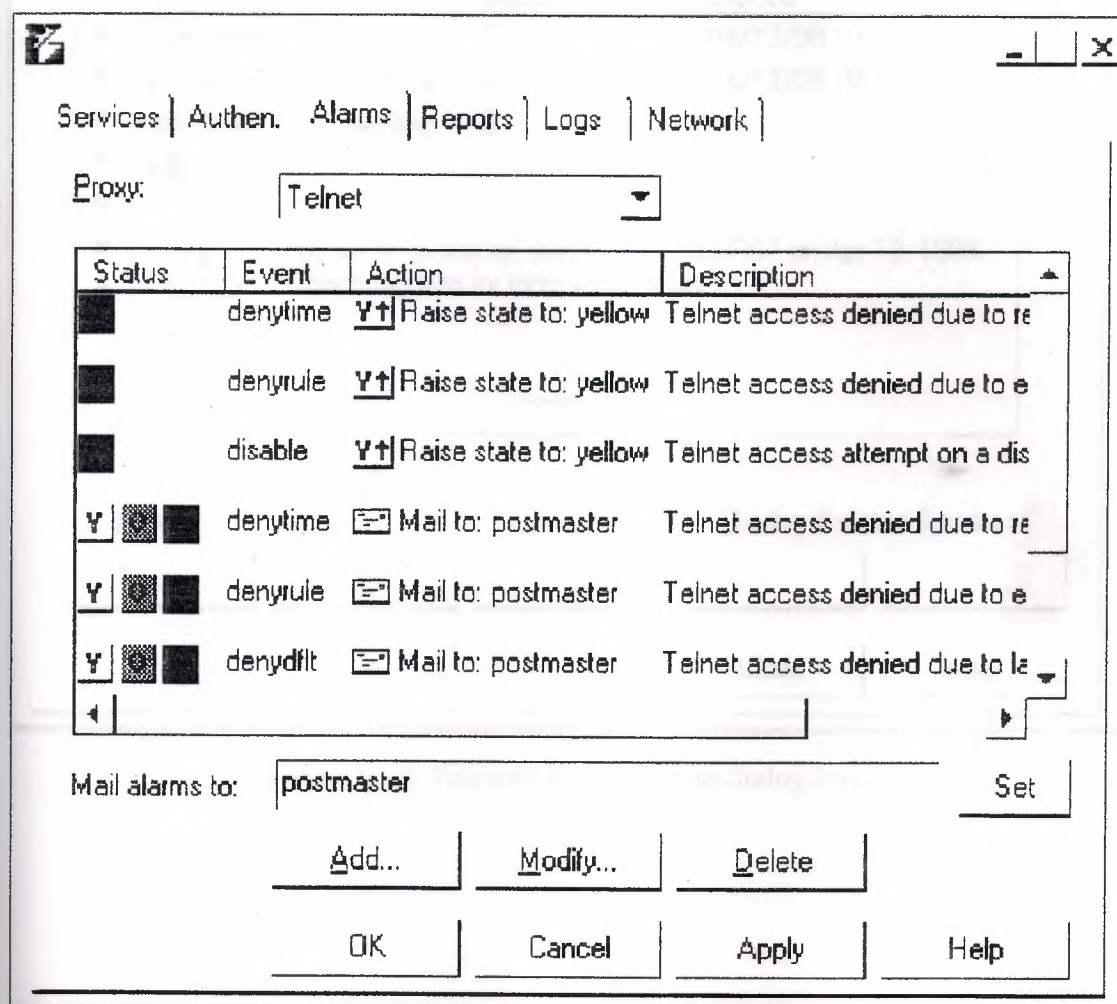 Services Authen. Alarms Reports Logs Network
Proxy:
Telnet
Status Event Action Description
denytime Y Raise state to: yellow Telnet access denied due to re
denyrule Y Raise state to: yellow Telnet access denied due to e
disable Y Raise state to: yellow Telnet access attempt on a dis
Y denytime Mail to: postmaster Telnet access denied due to re
Y denyrule Mail to: postmaster Telnet access denied due to e
Y denydflt Mail to: postmaster Telnet access denied due to la
Mail alarms to: postmaster Set
Add... Modify... Delete
OK Cancel Apply Help